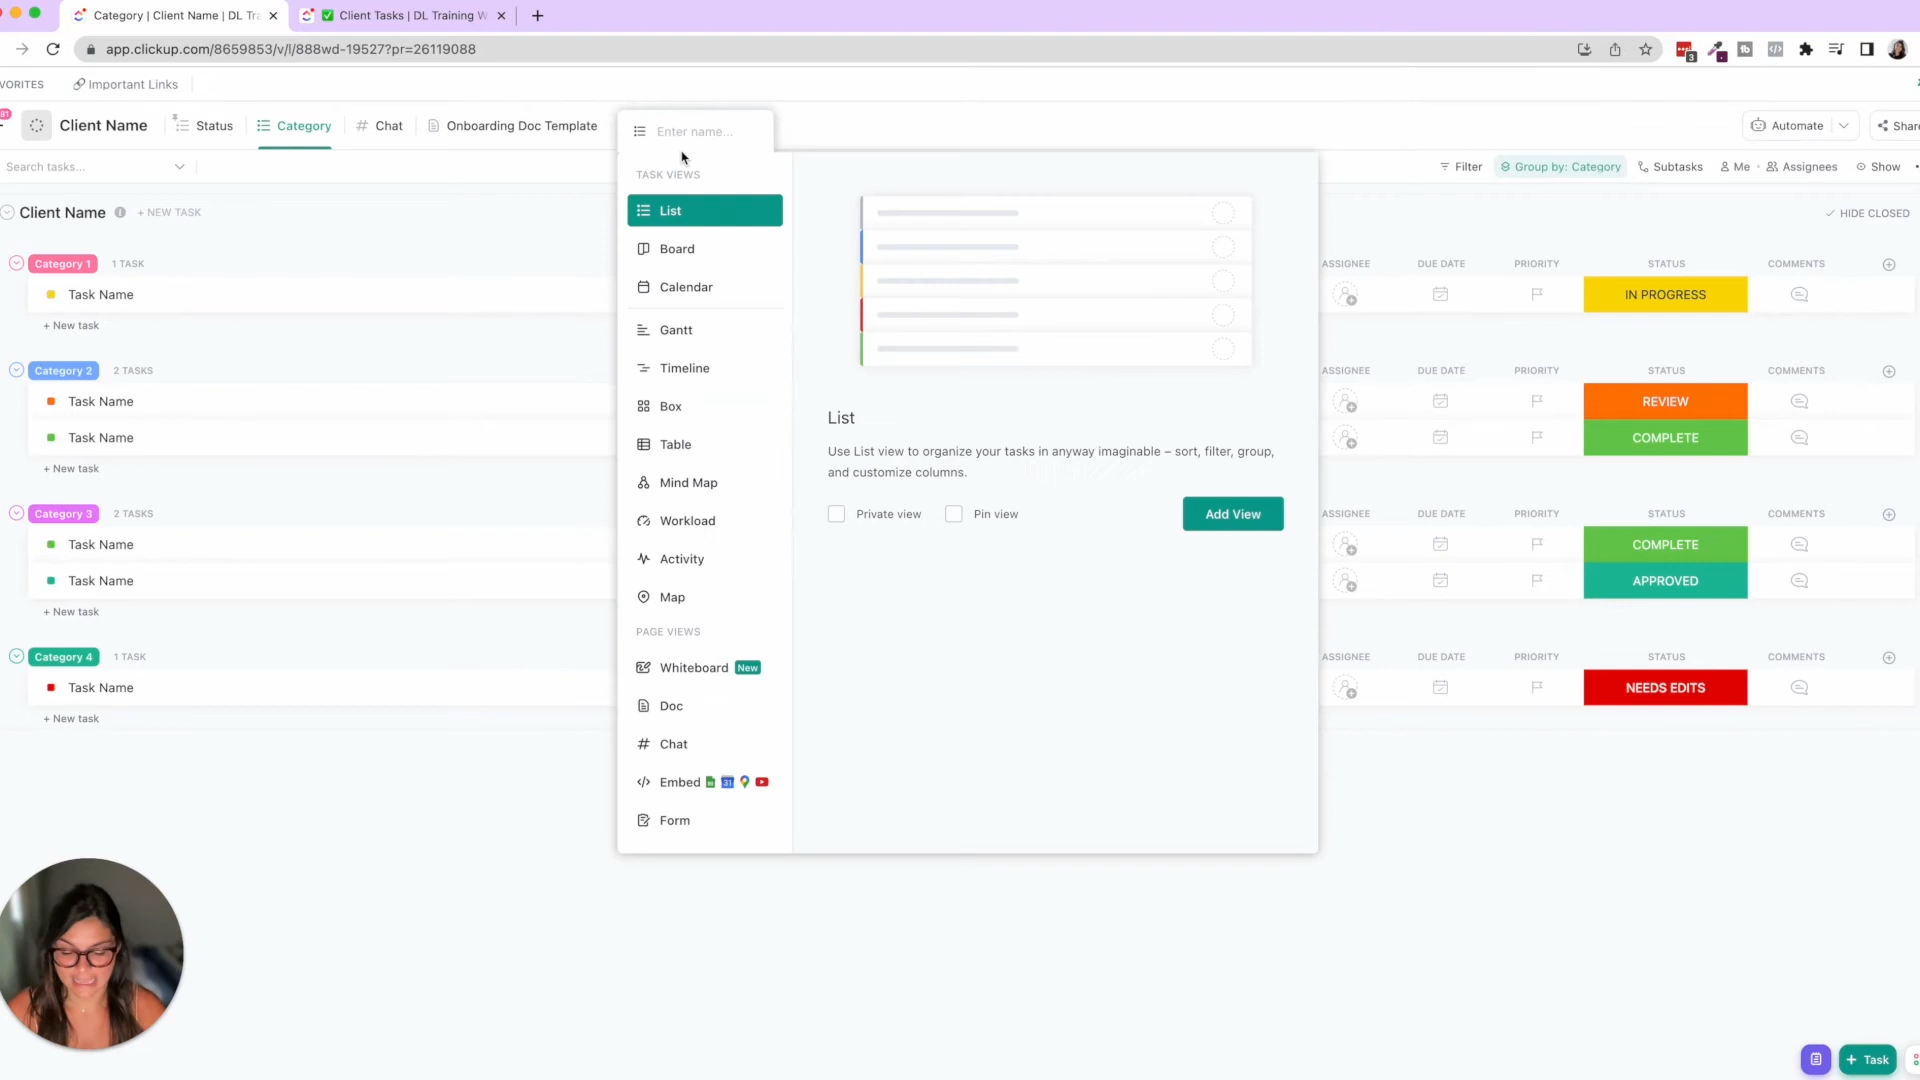 Category | Client Name | DL Tra
Client Tasks | DL Training W
app.clickup.com/8659853/v/l/888wd-19527?pr=26119088
3
VORITES
Important Links
81
Client Name
Status
Category
Chat
Onboarding Doc Template
Enter name...
Automate
Share
Search tasks...
Filter
Group by: Category
Subtasks
Me
Assignees
Show
TASK VIEWS
List
Board
Calendar
Gantt
Timeline
Box
Table
Mind Map
Workload
Activity
Map
PAGE VIEWS
Whiteboard New
Doc
Chat
Embed 31
Form
List
Use List view to organize your tasks in anyway imaginable – sort, filter, group,
and customize columns.
Private view
Pin view
Add View
Client Name
+ NEW TASK
HIDE CLOSED
Category 1 1 TASK
ASSIGNEE DUE DATE PRIORITY STATUS COMMENTS
Task Name IN PROGRESS
+ New task
Category 2 2 TASKS
ASSIGNEE DUE DATE PRIORITY STATUS COMMENTS
Task Name REVIEW
Task Name COMPLETE
+ New task
Category 3 2 TASKS
ASSIGNEE DUE DATE PRIORITY STATUS COMMENTS
Task Name COMPLETE
Task Name APPROVED
+ New task
Category 4 1 TASK
ASSIGNEE DUE DATE PRIORITY STATUS COMMENTS
Task Name NEEDS EDITS
+ New task
+ Task